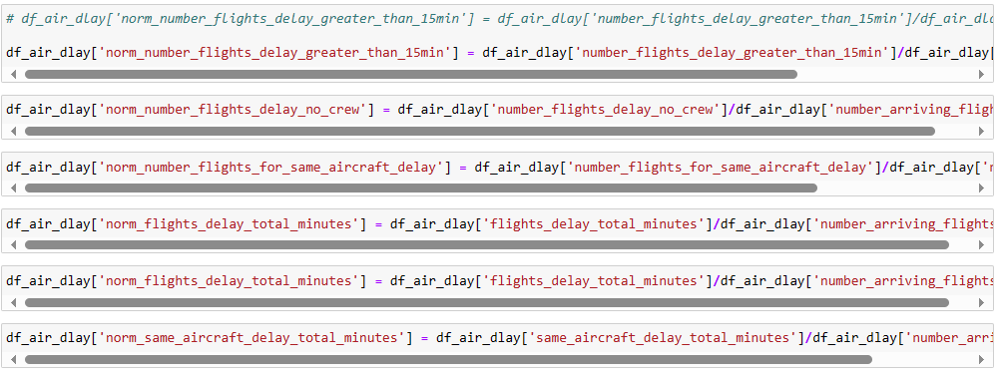 # df_air_dlay['norm_number_flights_delay_greater_than_15min'] = df_air_dlay['number_flights_delay_greater_than_15min']/df_air_dla
df_air_dlay['norm_number_flights_delay_greater_than_15min'] = df_air_dlay['number_flights_delay_greater_than_15min']/df_air_dlay[
df_air_dlay['norm_number_flights_delay_no_crew'] = df_air_dlay['number_flights_delay_no_crew']/df_air_dlay['number_arriving_fligh
df_air_dlay['norm_number_flights_for_same_aircraft_delay'] = df_air_dlay['number_flights_for_same_aircraft_delay']/df_air_dlay['n
df_air_dlay['norm_flights_delay_total_minutes'] = df_air_dlay['flights_delay_total_minutes']/df_air_dlay['number_arriving_flights
df_air_dlay['norm_flights_delay_total_minutes'] = df_air_dlay['flights_delay_total_minutes']/df_air_dlay['number_arriving_flights
df_air_dlay['norm_same_aircraft_delay_total_minutes'] = df_air_dlay['same_aircraft_delay_total_minutes']/df_air_dlay['number_arri